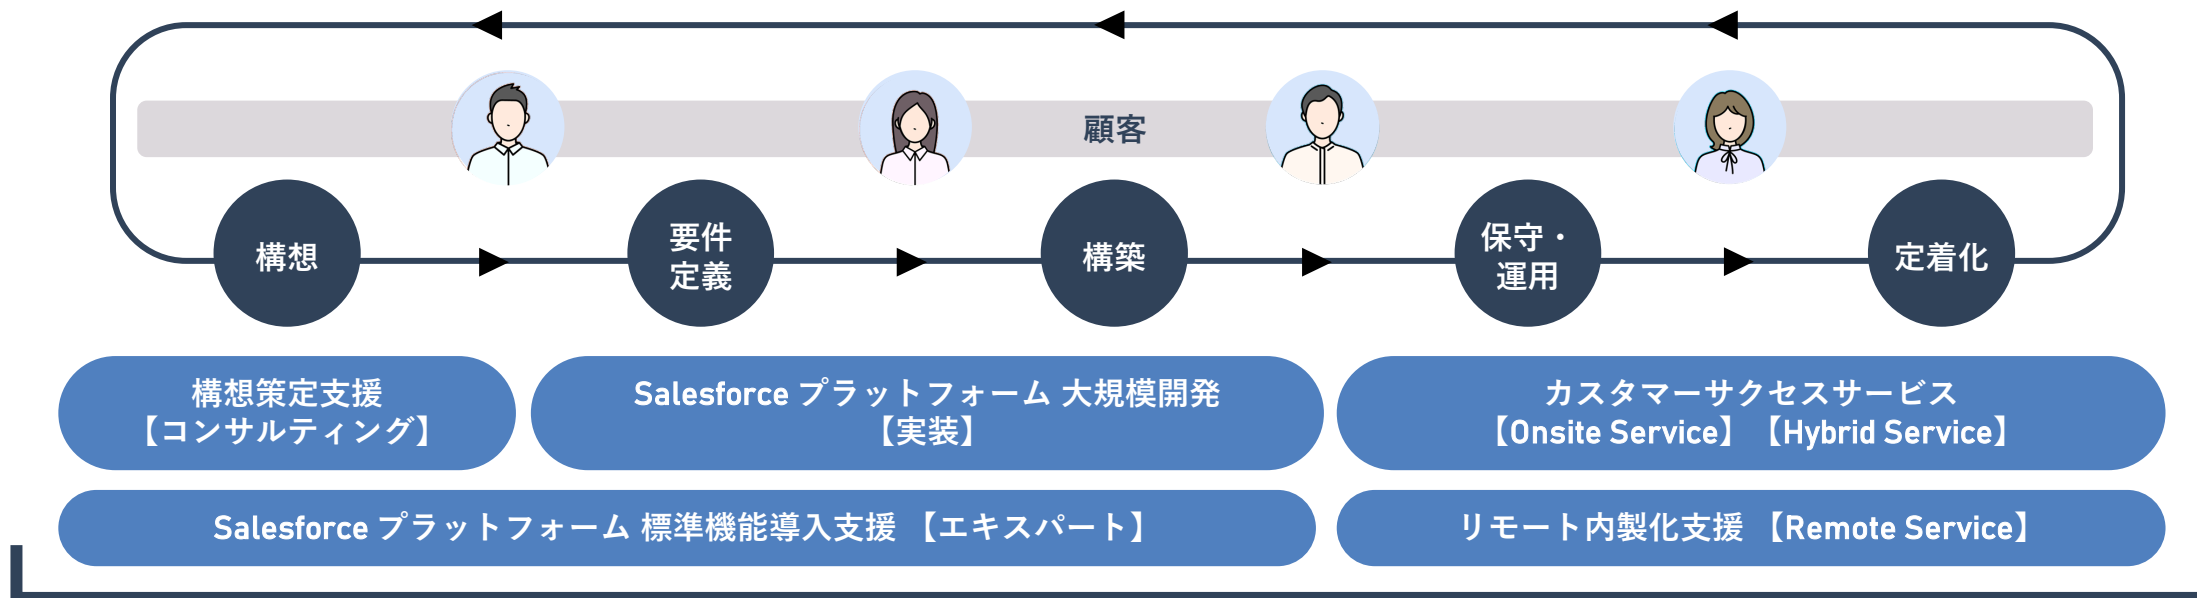 顧客
構想
要件
定義
構築
保守・
運用
定着化
構想策定支援
【コンサルティング】
Salesforce プラットフォーム 大規模開発
【実装】
カスタマーサクセスサービス
【Onsite Service】【Hybrid Service】
Salesforce プラットフォーム 標準機能導入支援 【エキスパート】
リモート内製化支援 【Remote Service】